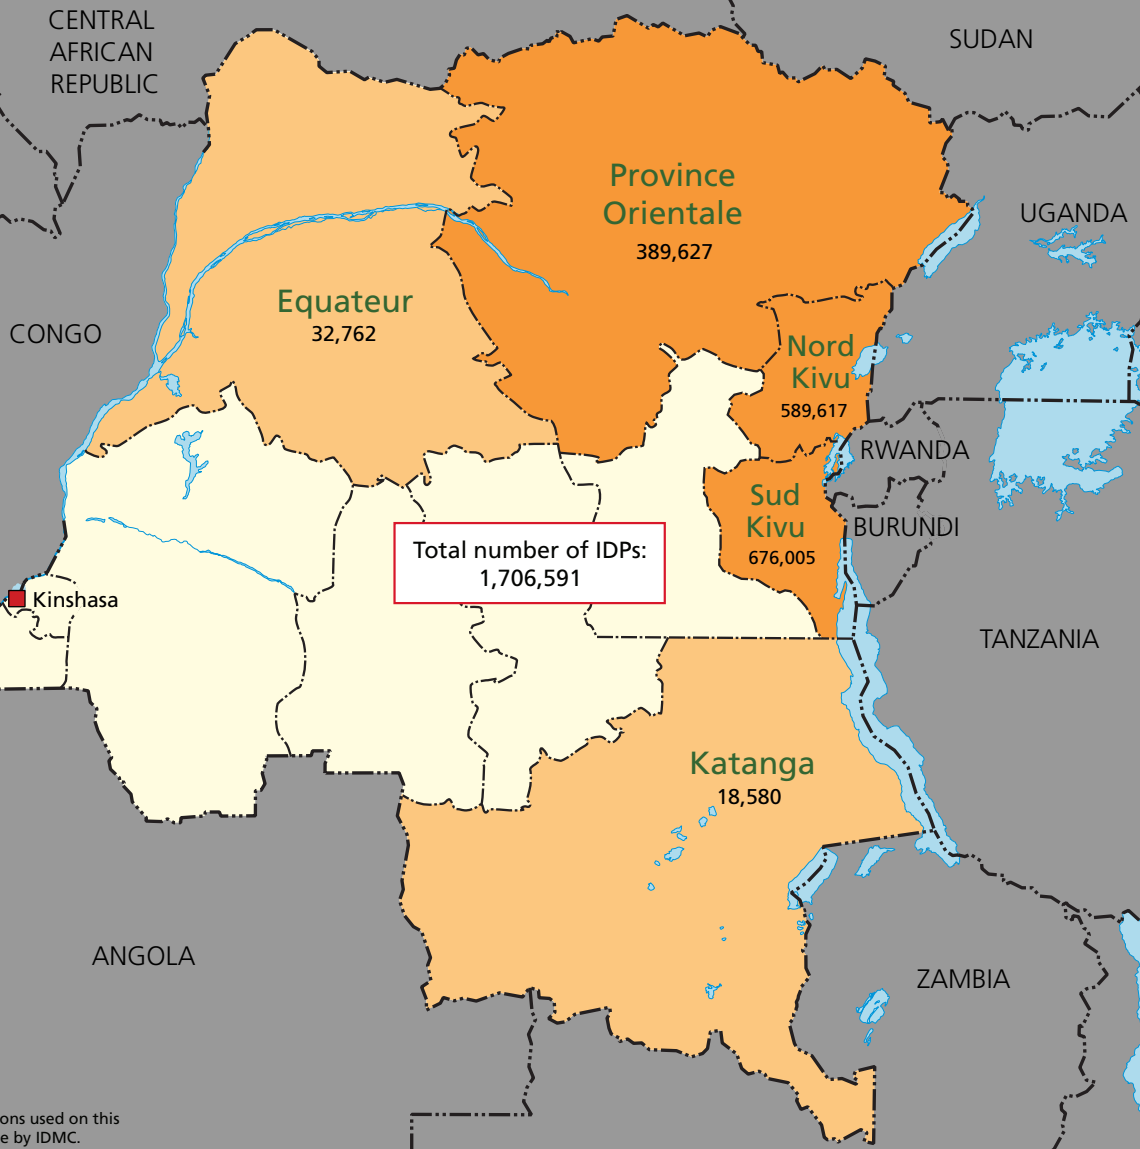 CENTRAL
AFRICAN
REPUBLIC
SUDAN
Province
Orientale
389,627
UGANDA
Equateur
32,762
CONGO
Nord
Kivu
589,617
RWANDA
Sud
Kivu
676,005
BURUNDI
Total number of IDPs:
1,706,591
Kinshasa
TANZANIA
Katanga
18,580
ANGOLA
ZAMBIA
ons used on this
e by IDMC.